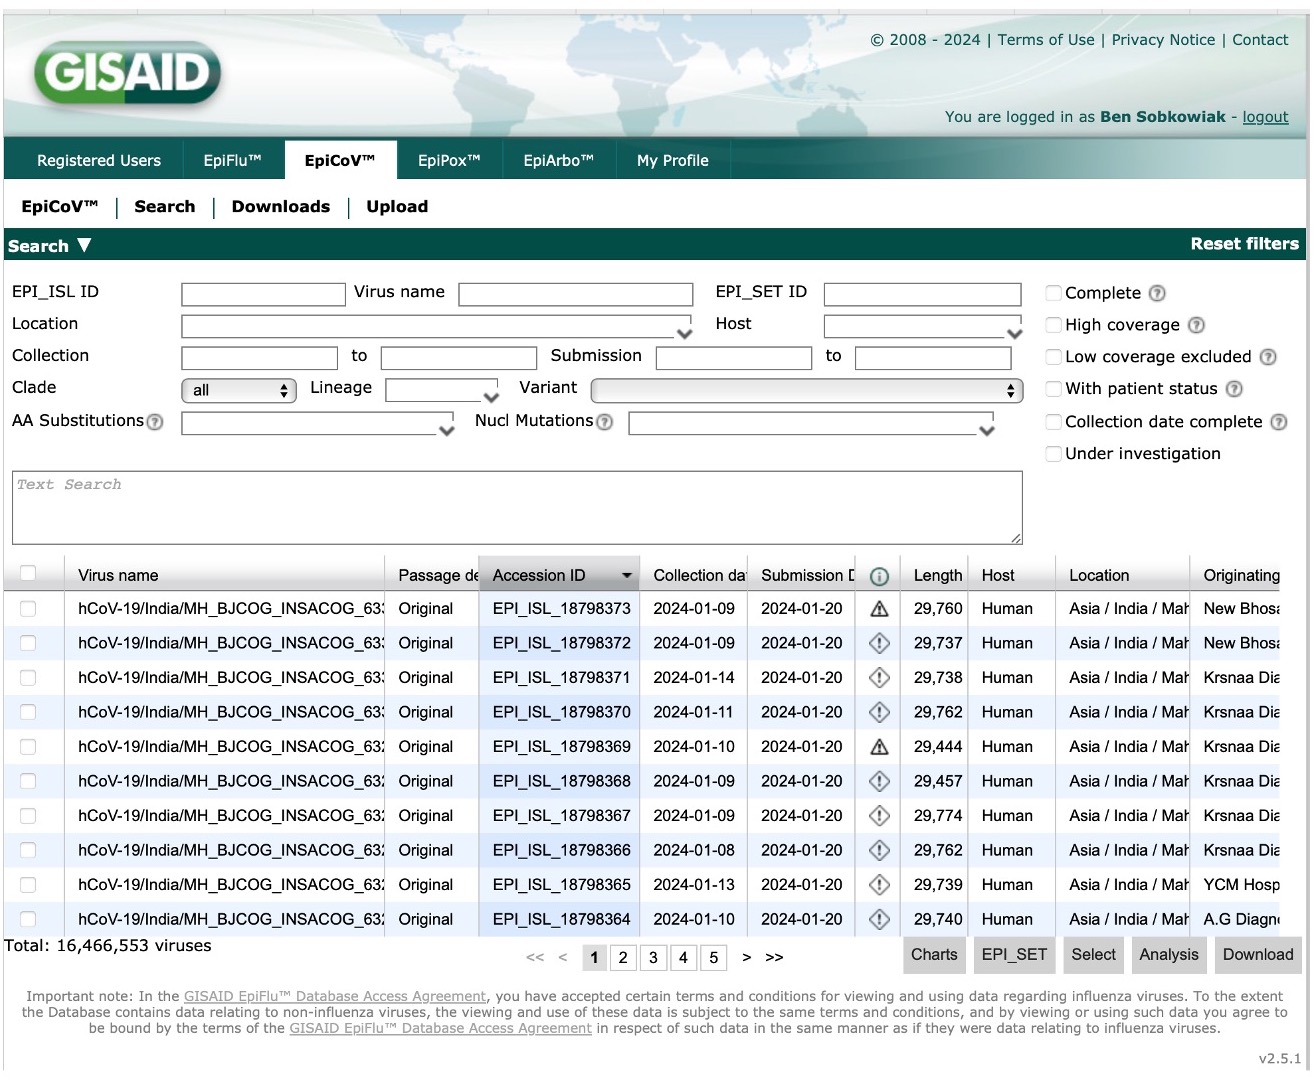 © 2008 - 2024 | Terms of Use | Privacy Notice | Contact
GISAID
You are logged in as Ben Sobkowiak - logout
Registered Users EpiFlu™ EpiCoV™ EpiPox™ EpiArbo™ My Profile
EpiCoV™ | Search | Downloads | Upload
Search ▼ Reset filters
EPI_ISL ID Virus name EPI_SET ID Complete ?
Location Host High coverage ?
Collection to Submission to Low coverage excluded ?
Clade all Lineage Variant With patient status ?
AA Substitutions ? Nucl Mutations ? Collection date complete ?
Under investigation
Text Search
Virus name Passage de Accession ID Collection da Submission D Length Host Location Originating
hCoV-19/India/MH_BJCOG_INSACOG_633 Original EPI_ISL_18798373 2024-01-09 2024-01-20 29,760 Human Asia / India / Mah New Bhosa
hCoV-19/India/MH_BJCOG_INSACOG_633 Original EPI_ISL_18798372 2024-01-09 2024-01-20 29,737 Human Asia / India / Mah New Bhosa
hCoV-19/India/MH_BJCOG_INSACOG_633 Original EPI_ISL_18798371 2024-01-14 2024-01-20 29,738 Human Asia / India / Mah Krsnaa Dia
hCoV-19/India/MH_BJCOG_INSACOG_633 Original EPI_ISL_18798370 2024-01-11 2024-01-20 29,762 Human Asia / India / Mah Krsnaa Dia
hCoV-19/India/MH_BJCOG_INSACOG_632 Original EPI_ISL_18798369 2024-01-10 2024-01-20 29,444 Human Asia / India / Mah Krsnaa Dia
hCoV-19/India/MH_BJCOG_INSACOG_632 Original EPI_ISL_18798368 2024-01-09 2024-01-20 29,457 Human Asia / India / Mah Krsnaa Dia
hCoV-19/India/MH_BJCOG_INSACOG_632 Original EPI_ISL_18798367 2024-01-09 2024-01-20 29,774 Human Asia / India / Mah Krsnaa Dia
hCoV-19/India/MH_BJCOG_INSACOG_632 Original EPI_ISL_18798366 2024-01-08 2024-01-20 29,762 Human Asia / India / Mah Krsnaa Dia
hCoV-19/India/MH_BJCOG_INSACOG_632 Original EPI_ISL_18798365 2024-01-13 2024-01-20 29,739 Human Asia / India / Mah YCM Hosp
hCoV-19/India/MH_BJCOG_INSACOG_632 Original EPI_ISL_18798364 2024-01-10 2024-01-20 29,740 Human Asia / India / Mah A.G Diagno
Total: 16,466,553 viruses << < 1 2 3 4 5 > >> Charts EPI_SET Select Analysis Download
Important note: In the GISAID EpiFlu™ Database Access Agreement, you have accepted certain terms and conditions for viewing and using data regarding influenza viruses. To the extent
the Database contains data relating to non-influenza viruses, the viewing and use of these data is subject to the same terms and conditions, and by viewing or using such data you agree to
be bound by the terms of the GISAID EpiFlu™ Database Access Agreement in respect of such data in the same manner as if they were data relating to influenza viruses.
v2.5.1